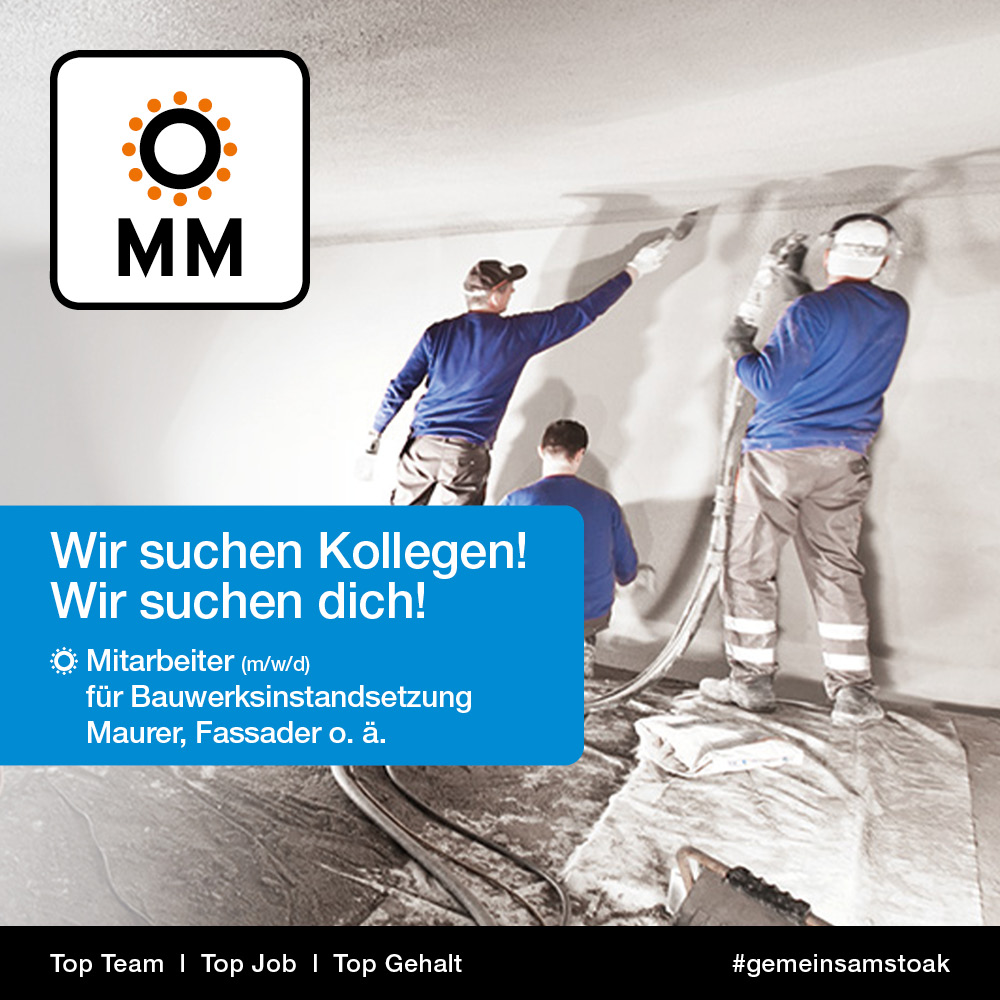 MM
Wir suchen Kollegen!
Wir suchen dich!
Mitarbeiter (m/w/d)
für Bauwerksinstandsetzung
Maurer, Fassader o. ä.
Top Team I Top Job I Top Gehalt
#gemeinsamstoak